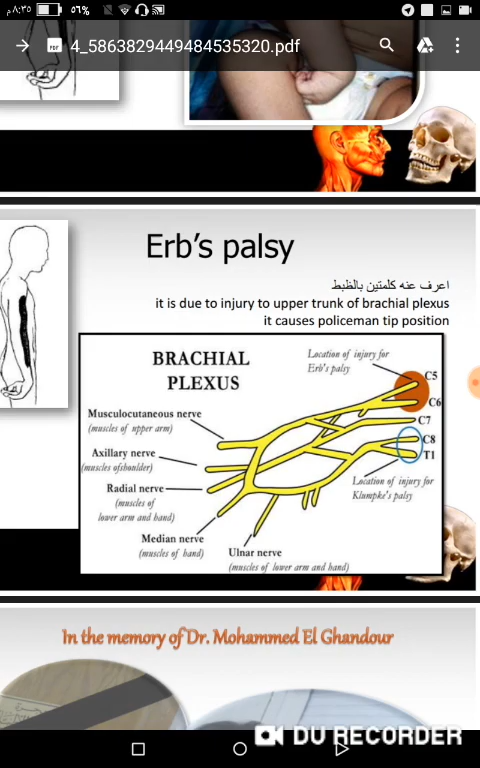 ٨:٣٥م
٥٦%
4_5863829449484535320.pdf
PDF
Erb's palsy
اعرف عنه كلمتين بالظبط
it is due to injury to upper trunk of brachial plexus
it causes policeman tip position
BRACHIAL
PLEXUS
Location of injury for
Erb's palsy
C5
C6
C7
C8
T1
Musculocutaneous nerve
(muscles of upper arm)
Axillary nerve
(muscles ofshoolder)
Radial nerve
(muscles of
lower arm and hand)
Median nerve
(muscles of hand)
Ulnar nerve
(muscles of lower arm and hand)
Location of injury for
Klumpke's palsy
In the memory of Dr. Mohammed El Ghandour
DU RECORDER